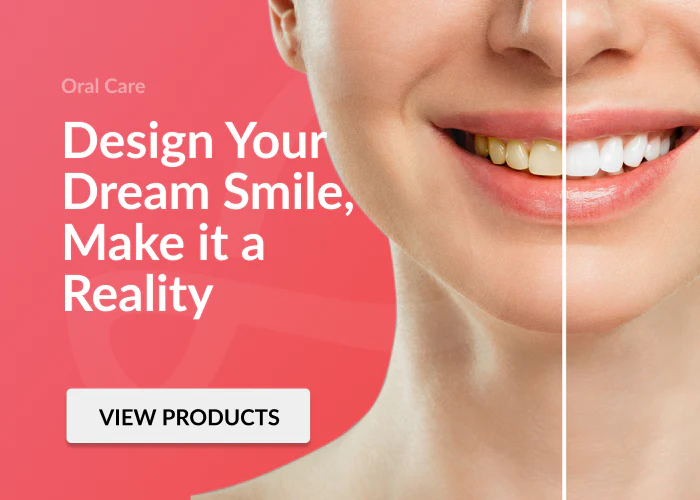 Oral Care
Design Your
Dream Smile,
Make it a
Reality
VIEW PRODUCTS